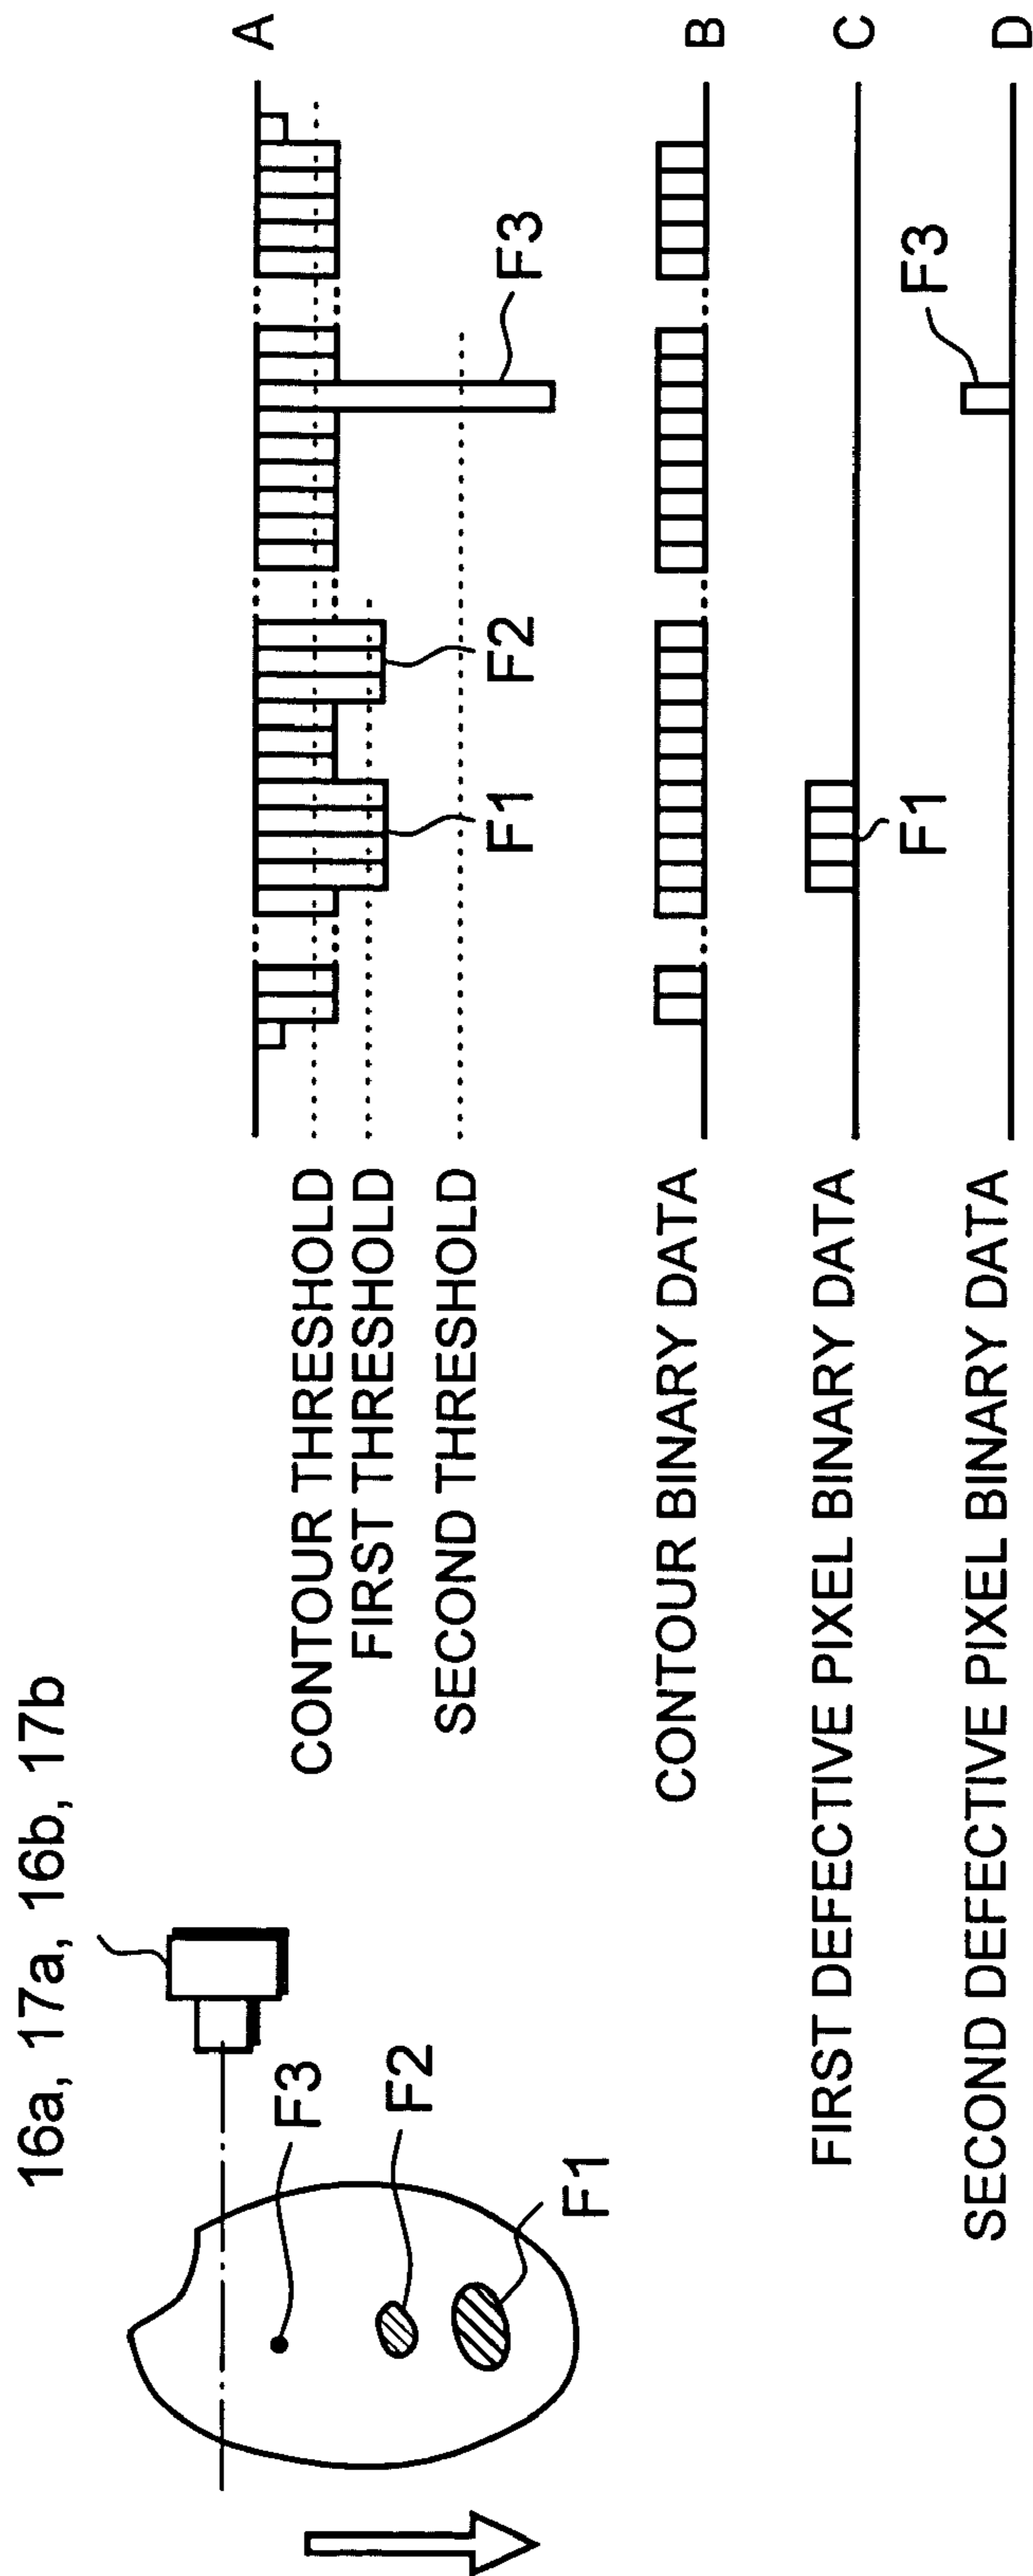 16a, 17a, 16b, 17b
F3
F2
F1
A
CONTOUR THRESHOLD
FIRST THRESHOLD
SECOND THRESHOLD
F1
F2
F3
CONTOUR BINARY DATA
B
FIRST DEFECTIVE PIXEL BINARY DATA
F1
C
SECOND DEFECTIVE PIXEL BINARY DATA
F3
D